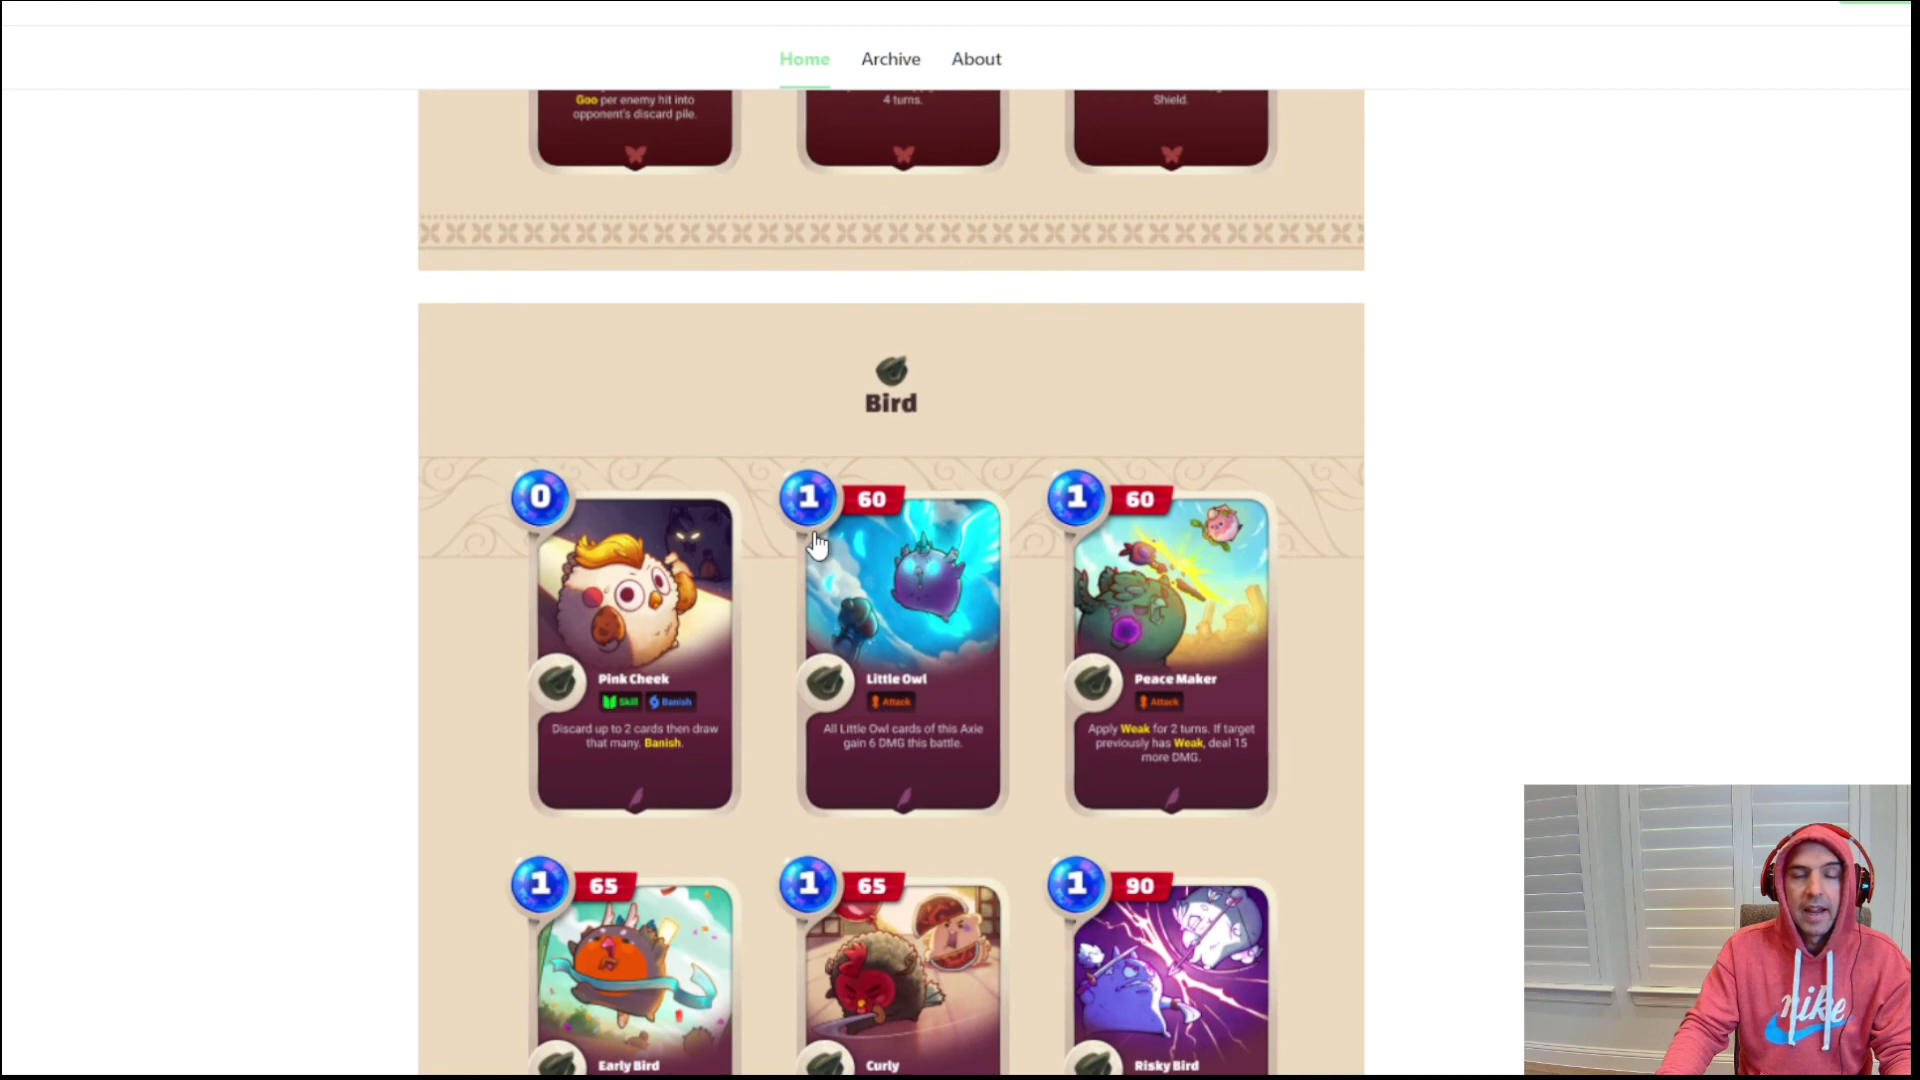 Home Archive About
Goo per enemy hit into
opponent's discard pile.
4 turns.
Shield.
Bird
0
1 60
1 60
Pink Cheek
Skill Banish
Discard up to 2 cards then draw
that many. Banish.
Little Owl
Attack
All Little Owl cards of this Axie
gain 6 DMG this battle.
Peace Maker
Attack
Apply Weak for 2 turns. If target
previously has Weak, deal 15
more DMG.
1 65
1 65
1 90
Early Bird
Curly
Risky Bird
nike